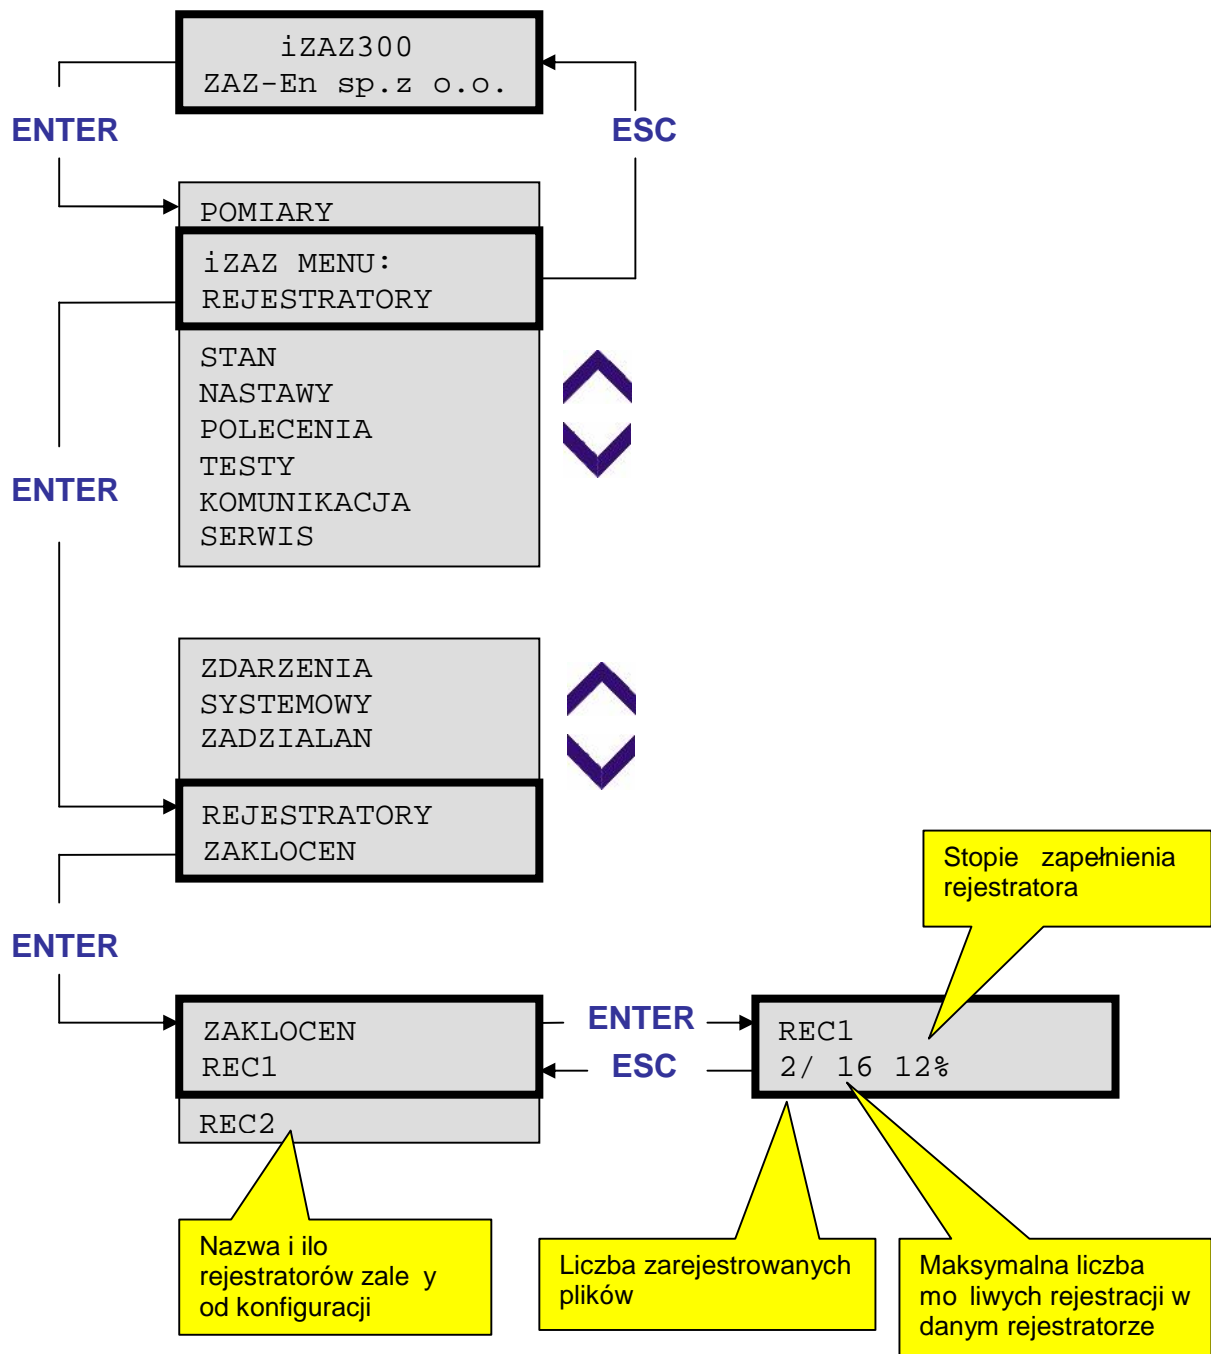 iZAZ300
ZAZ-En sp.z o.o.
ENTER
ESC
POMIARY
iZAZ MENU:
REJESTRATORY
STAN
NASTAWY
POLECENIA
TESTY
KOMUNIKACJA
SERWIS
ENTER
ZDARZENIA
SYSTEMOWY
ZADZIALAN
REJESTRATORY
ZAKLOCEN
Stopie zapełnienia
rejestratora
ENTER
ZAKLOCEN
REC1
REC2
ENTER
ESC
REC1
2/ 16 12%
Nazwa i ilo
rejestratorów zale y
od konfiguracji
Liczba zarejestrowanych
plików
Maksymalna liczba
mo liwych rejestracji w
danym rejestratorze